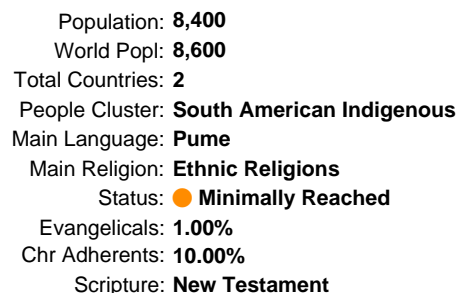 Population: 8,400
World Popl: 8,600
Total Countries: 2
People Cluster: South American Indigenous
Main Language: Pume
Main Religion: Ethnic Religions
Status: Minimally Reached
Evangelicals: 1.00%
Chr Adherents: 10.00%
Scripture: New Testament